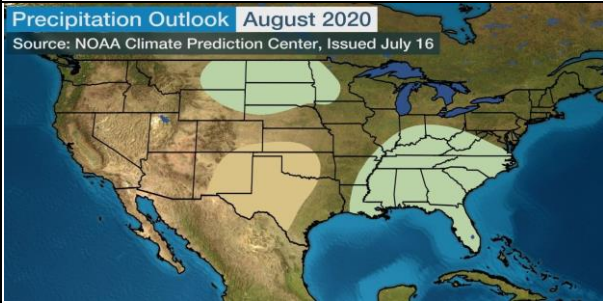 Precipitation Outlook August 2020
Source: NOAA Climate Prediction Center, Issued July 16